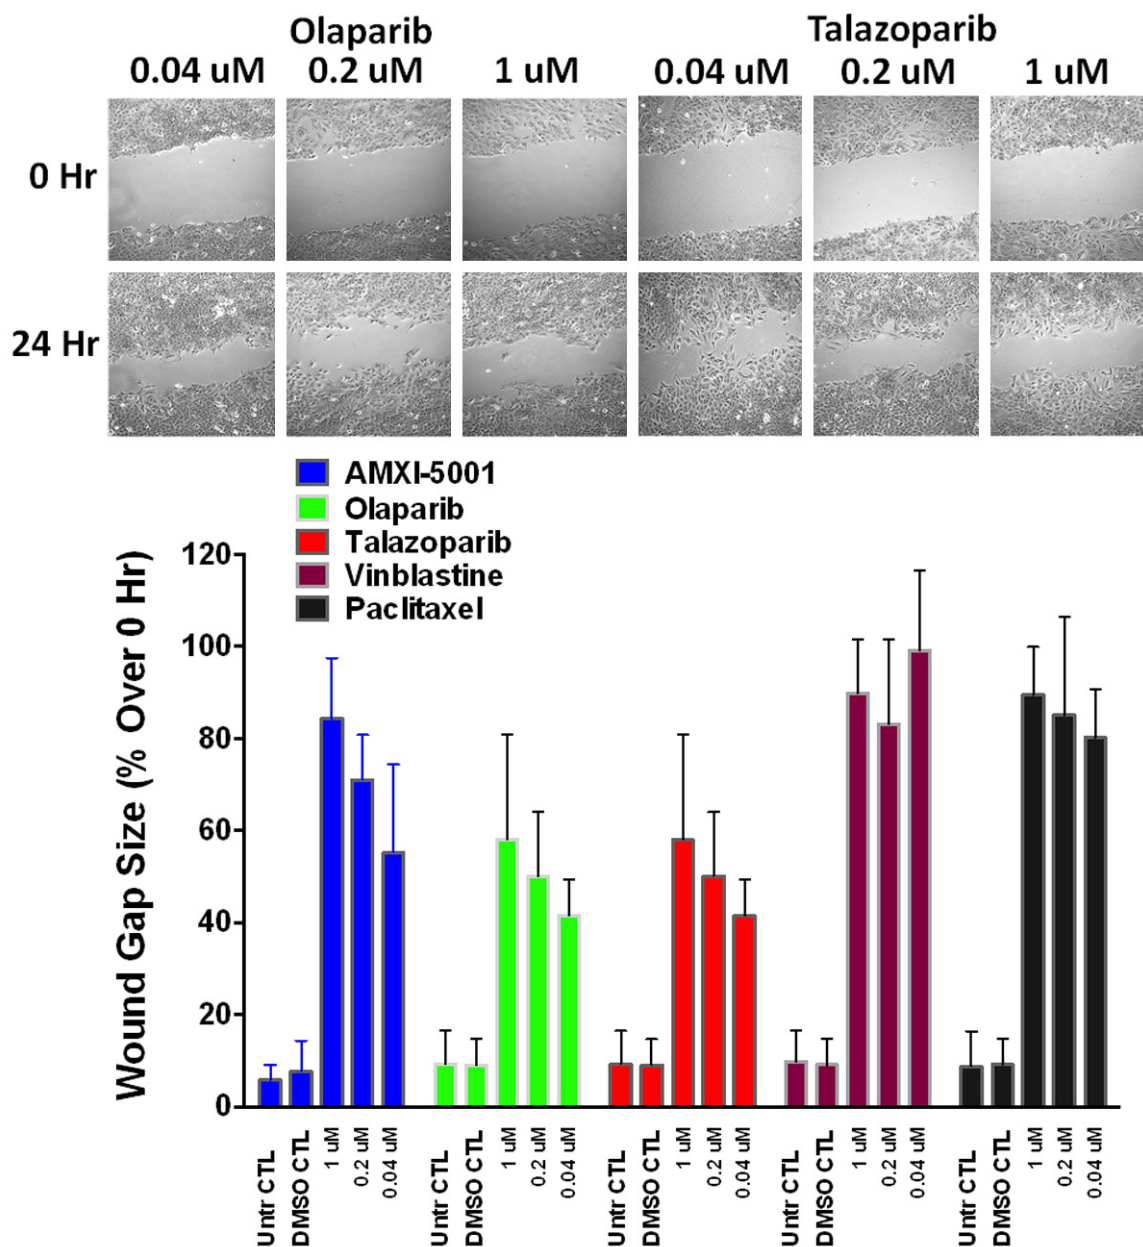 Olaparib Talazoparib
0.04 uM 0.2 uM 1 uM 0.04 uM 0.2 uM 1 uM
0 Hr
24 Hr
AMXI-5001
Olaparib
Talazoparib
Vinblastine
Paclitaxel
Wound Gap Size (% Over 0 Hr)
120
100
80
60
40
20
0
Untr CTL DMSO CTL 1 uM 0.2 uM 0.04 uM Untr CTL DMSO CTL 1 uM 0.2 uM 0.04 uM Untr CTL DMSO CTL 1 uM 0.2 uM 0.04 uM Untr CTL DMSO CTL 1 uM 0.2 uM 0.04 uM Untr CTL DMSO CTL 1 uM 0.2 uM 0.04 uM